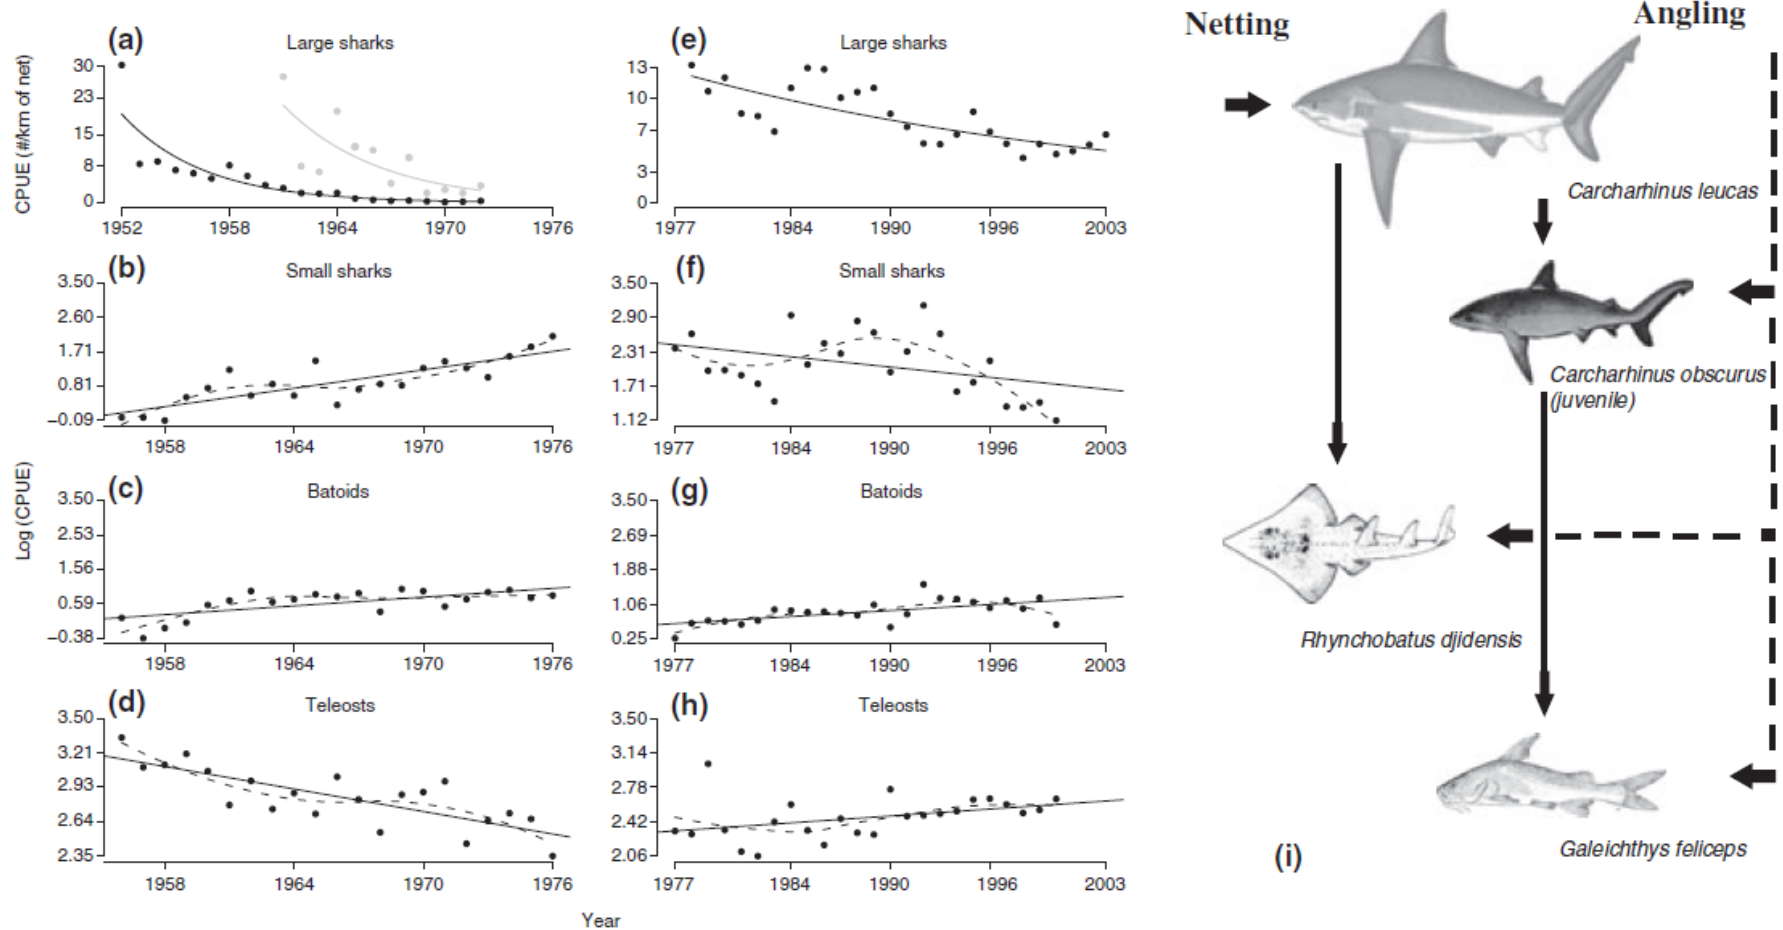 (a)
Large sharks
CPUE (#/km of net)
30
23
15
8
0
1952 1958 1964 1970 1976
(b)
Small sharks
3.50
2.60
1.71
0.81
−0.09
1958 1964 1970 1976
Log (CPUE)
(c)
Batoids
3.50
2.53
1.56
0.59
−0.38
1958 1964 1970 1976
(d)
Teleosts
3.50
3.21
2.93
2.64
2.35
1958 1964 1970 1976
(e)
Large sharks
13
10
7
3
0
1977 1984 1990 1996 2003
(f)
Small sharks
3.50
2.90
2.31
1.71
1.12
1977 1984 1990 1996 2003
(g)
Batoids
3.50
2.69
1.88
1.06
0.25
1977 1984 1990 1996 2003
(h)
Teleosts
3.50
3.14
2.78
2.42
2.06
1977 1984 1990 1996 2003
Year
Netting
Angling
Carcharhinus leucas
Carcharhinus obscurus
(juvenile)
Rhynchobatus djidensis
Galeichthys feliceps
(i)